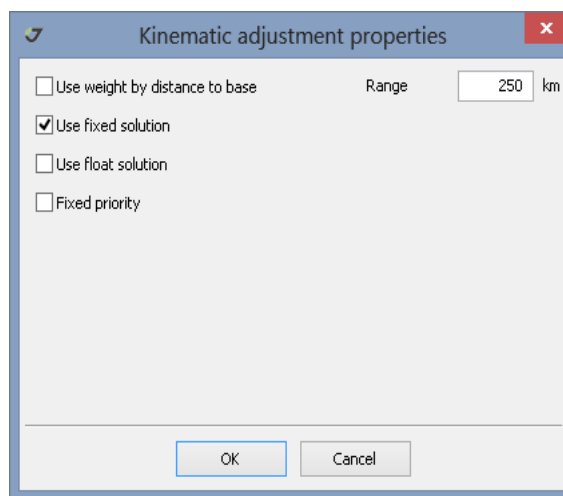 Kinematic adjustment properties
Use weight by distance to base Range 250 km
Use fixed solution
Use float solution
Fixed priority
OK Cancel